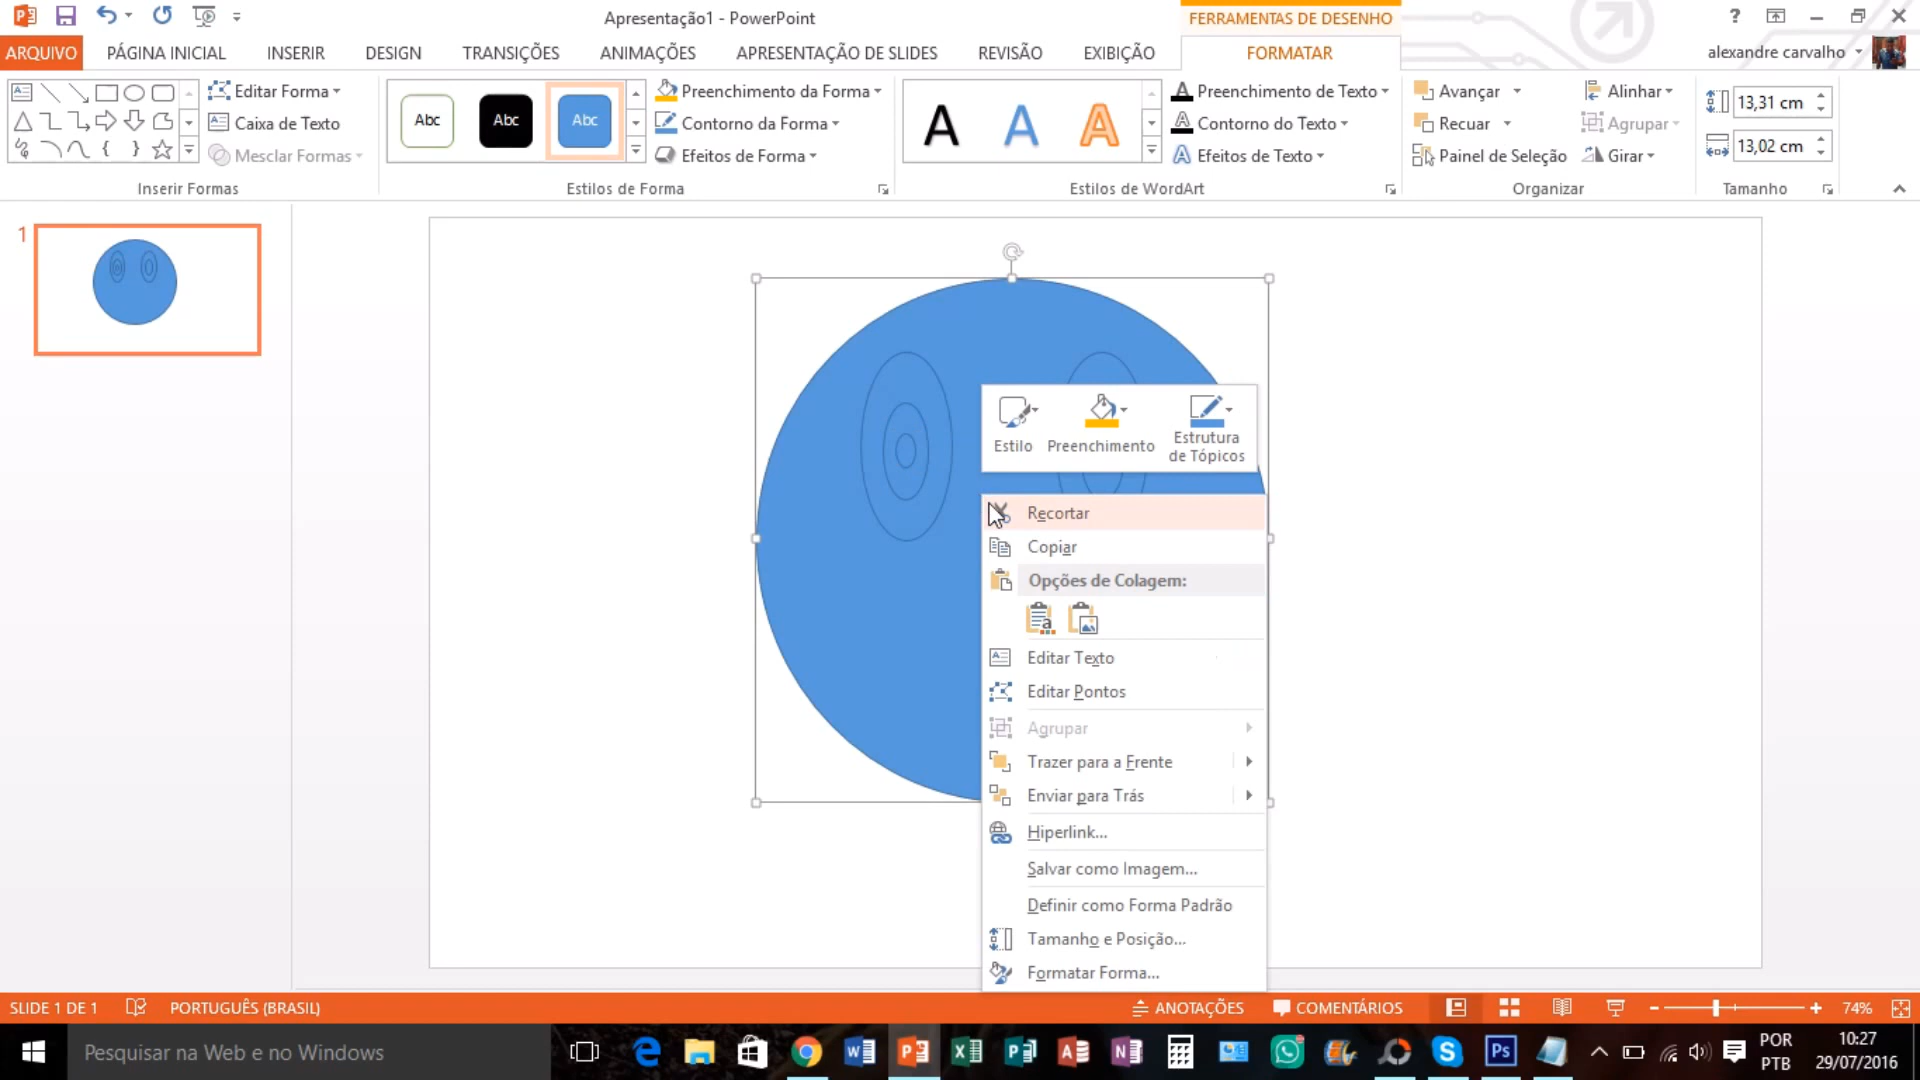 Apresentação1 - PowerPoint
FERRAMENTAS DE DESENHO
?
ARQUIVO
PÁGINA INICIAL
INSERIR
DESIGN
TRANSIÇÕES
ANIMAÇÕES
APRESENTAÇÃO DE SLIDES
REVISÃO
EXIBIÇÃO
FORMATAR
alexandre carvalho
Editar Forma
Caixa de Texto
Mesclar Formas
Inserir Formas
Abc
Abc
Abc
Preenchimento da Forma
Contorno da Forma
Efeitos de Forma
Estilos de Forma
A
A
A
Preenchimento de Texto
Contorno do Texto
Efeitos de Texto
Estilos de WordArt
Avançar
Recuar
Painel de Seleção
Alinhar
Agrupar
Girar
Organizar
13,31 cm
13,02 cm
Tamanho
1
Estilo
Preenchimento
Estrutura
de Tópicos
Recortar
Copiar
Opções de Colagem:
Editar Texto
Editar Pontos
Agrupar
Trazer para a Frente
Enviar para Trás
Hiperlink...
Salvar como Imagem...
Definir como Forma Padrão
Tamanho e Posição...
Formatar Forma...
SLIDE 1 DE 1
PORTUGUÊS (BRASIL)
ANOTAÇÕES
COMENTÁRIOS
74%
Pesquisar na Web e no Windows
POR
PTB
10:27
29/07/2016